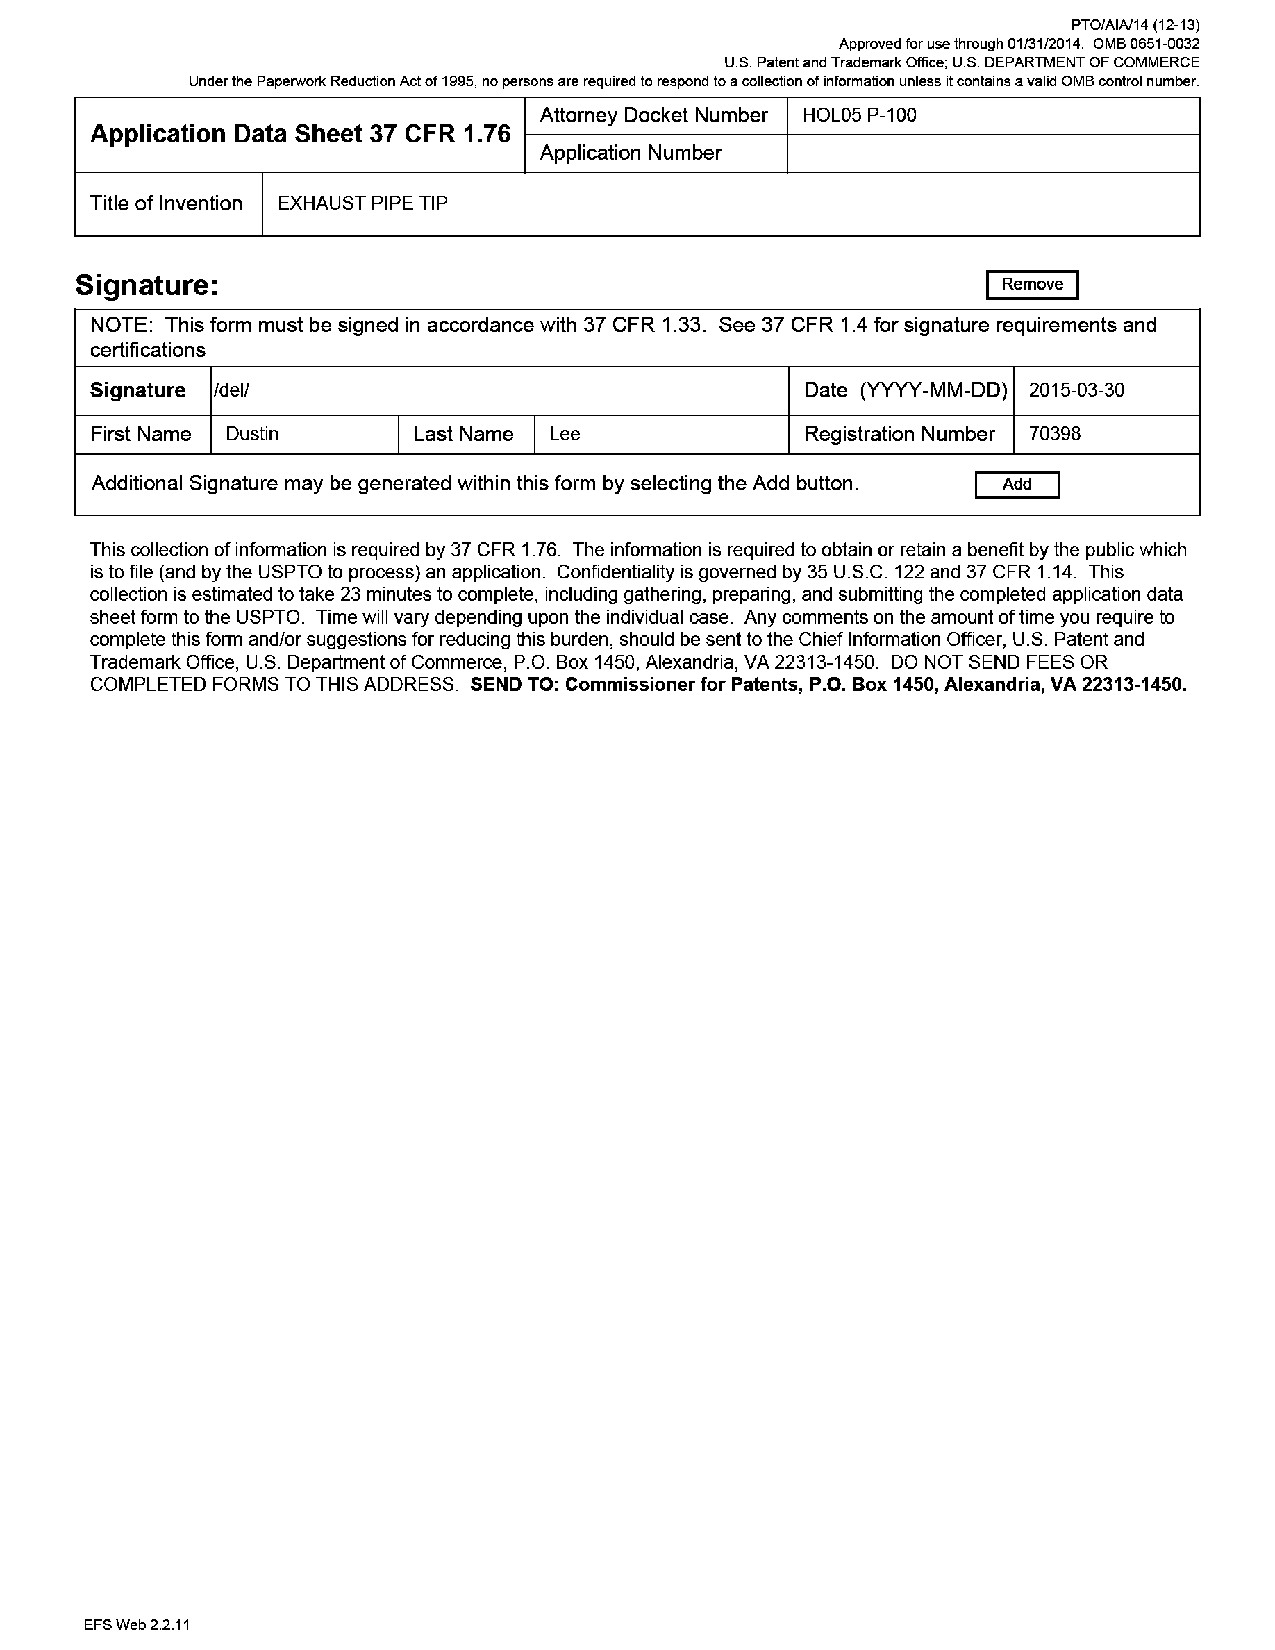 PTO/AIA/14 (12-13)
Approved for use through 01/31/2014. OMB 0651-0032
U.S. Patent and Trademark Office; U.S. DEPARTMENT OF COMMERCE
Under the Paperwork Reduction Act of 1995, no persons are required to respond to a collection of information unless it contains a valid OMB control number.
Application Data Sheet 37 CFR 1.76
Attorney Docket Number HOL05 P-100
Application Number
Title of Invention EXHAUST PIPE TIP
Signature: Remove
NOTE: This form must be signed in accordance with 37 CFR 1.33. See 37 CFR 1.4 for signature requirements and
certifications
Signature /del/ Date (YYYY-MM-DD) 2015-03-30
First Name Dustin Last Name Lee Registration Number 70398
Additional Signature may be generated within this form by selecting the Add button. Add
This collection of information is required by 37 CFR 1.76. The information is required to obtain or retain a benefit by the public which
is to file (and by the USPTO to process) an application. Confidentiality is governed by 35 U.S.C. 122 and 37 CFR 1.14. This
collection is estimated to take 23 minutes to complete, including gathering, preparing, and submitting the completed application data
sheet form to the USPTO. Time will vary depending upon the individual case. Any comments on the amount of time you require to
complete this form and/or suggestions for reducing this burden, should be sent to the Chief Information Officer, U.S. Patent and
Trademark Office, U.S. Department of Commerce, P.O. Box 1450, Alexandria, VA 22313-1450. DO NOT SEND FEES OR
COMPLETED FORMS TO THIS ADDRESS. SEND TO: Commissioner for Patents, P.O. Box 1450, Alexandria, VA 22313-1450.
EFS Web 2.2.11